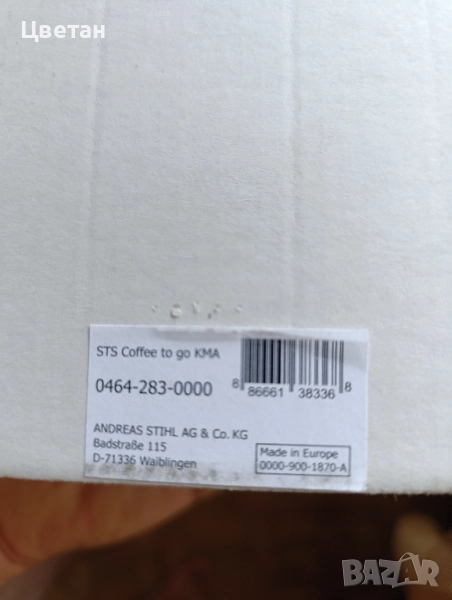 Цветан
STS Coffee to go KMA
0464-283-0000
8 86661 38336 8
ANDREAS STIHL AG & Co. KG
Badstraße 115
D-71336 Waiblingen
Made in Europe
0000-900-1870-A
BAZAR